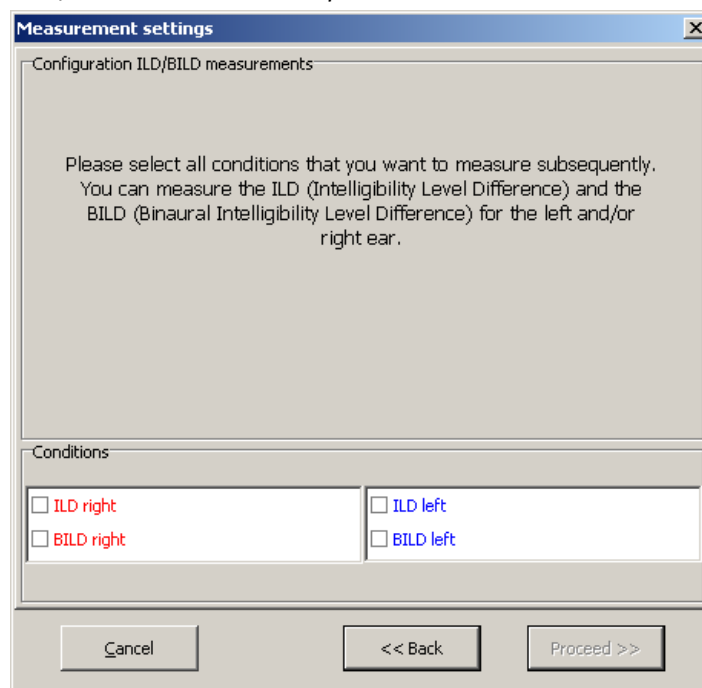 Measurement settings
Configuration ILD/BILD measurements
Please select all conditions that you want to measure subsequently.
You can measure the ILD (Intelligibility Level Difference) and the
BILD (Binaural Intelligibility Level Difference) for the left and/or
right ear.
Conditions
ILD right
ILD left
BILD right
BILD left
Cancel
<< Back
Proceed >>